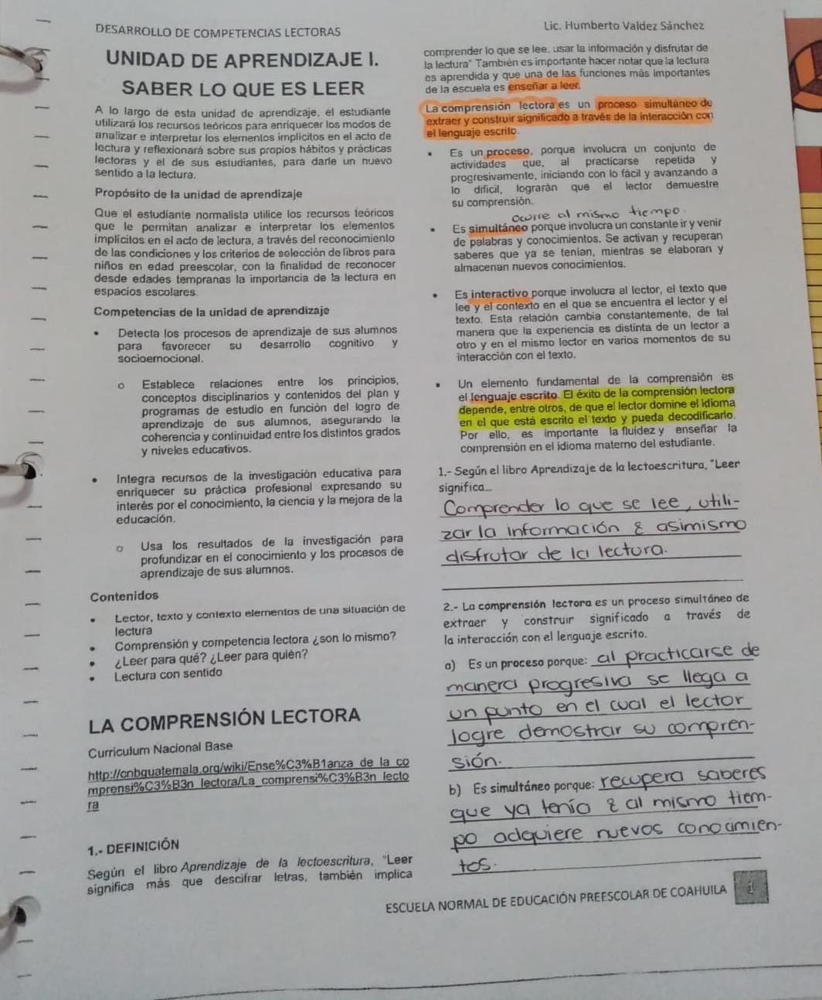 DESARROLLO DE COMPETENCIAS LECTORAS
Lic. Humberto Valdez Sánchez
UNIDAD DE APRENDIZAJE I.
SABER LO QUE ES LEER
A lo largo de esta unidad de aprendizaje, el estudiante
utilizará los recursos teóricos para enriquecer los modos de
analizar e interpretar los elementos implícitos en el acto de
lectura y reflexionará sobre sus propios hábitos y prácticas
lectoras y el de sus estudiantes, para darle un nuevo
sentido a la lectura.
Propósito de la unidad de aprendizaje
Que el estudiante normalista utilice los recursos teóricos
que le permitan analizar e interpretar los elementos
implícitos en el acto de lectura, a través del reconocimiento
de las condiciones y los criterios de selección de libros para
niños en edad preescolar, con la finalidad de reconocer
desde edades tempranas la importancia de la lectura en
espacios escolares.
Competencias de la unidad de aprendizaje
• Detecta los procesos de aprendizaje de sus alumnos
para favorecer su desarrollo cognitivo y
socioemocional.
o Establece relaciones entre los principios,
conceptos disciplinarios y contenidos del plan y
programas de estudio en función del logro de
aprendizaje de sus alumnos, asegurando la
coherencia y continuidad entre los distintos grados
y niveles educativos.
• Integra recursos de la investigación educativa para
enriquecer su práctica profesional expresando su
interés por el conocimiento, la ciencia y la mejora de la
educación.
o Usa los resultados de la investigación para
profundizar en el conocimiento y los procesos de
aprendizaje de sus alumnos.
Contenidos
• Lector, texto y contexto elementos de una situación de
lectura
• Comprensión y competencia lectora ¿son lo mismo?
• ¿Leer para qué? ¿Leer para quién?
• Lectura con sentido
LA COMPRENSIÓN LECTORA
Curriculum Nacional Base
http://cnbguatemala.org/wiki/Ense%C3%B1anza_de_la_co
mprensi%C3%B3n_lectora/La_comprensi%C3%B3n_lecto
ra
1.- DEFINICIÓN
Según el libro Aprendizaje de la lectoescritura, "Leer
significa más que descifrar letras, también implica
comprender lo que se lee, usar la información y disfrutar de
la lectura" También es importante hacer notar que la lectura
es aprendida y que una de las funciones más importantes
de la escuela es enseñar a leer.
La comprensión lectora es un proceso simultáneo de
extraer y construir significado a través de la interacción con
el lenguaje escrito.
• Es un proceso, porque involucra un conjunto de
actividades que, al practicarse repetida y
progresivamente, iniciando con lo fácil y avanzando a
lo difícil, lograrán que el lector demuestre
su comprensión.
ocurre al mismo tiempo.
• Es simultáneo porque involucra un constante ir y venir
de palabras y conocimientos. Se activan y recuperan
saberes que ya se tenían, mientras se elaboran y
almacenan nuevos conocimientos.
• Es interactivo porque involucra al lector, el texto que
lee y el contexto en el que se encuentra el lector y el
texto. Esta relación cambia constantemente, de tal
manera que la experiencia es distinta de un lector a
otro y en el mismo lector en varios momentos de su
interacción con el texto.
• Un elemento fundamental de la comprensión es
el lenguaje escrito. El éxito de la comprensión lectora
depende, entre otros, de que el lector domine el idioma
en el que está escrito el texto y pueda decodificarlo.
Por ello, es importante la fluidez y enseñar la
comprensión en el idioma materno del estudiante.
1.- Según el libro Aprendizaje de la lectoescritura, "Leer
significa...
Comprender lo que se lee, utili-
zar la información & asimismo
disfrutar de la lectura.
2.- La comprensión lectora es un proceso simultáneo de
extraer y construir significado a través de
la interacción con el lenguaje escrito.
a) Es un proceso porque: al practicarse de
manera progresiva se llega a
un punto en el cual el lector
logre demostrar su compren-
sión.
b) Es simultáneo porque: recupera saberes
que ya tenía & al mismo tiem-
po adquiere nuevos conocimien-
tos.
ESCUELA NORMAL DE EDUCACIÓN PREESCOLAR DE COAHUILA